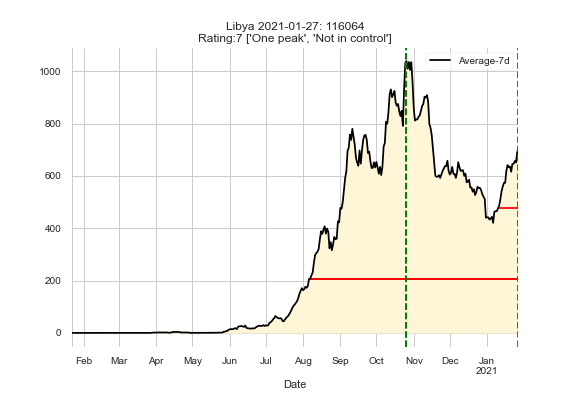 Libya 2021-01-27: 116064
Rating:7 ['One peak', 'Not in control']
Average-7d
1000
800
600
400
200
0
Feb Mar Apr May Jun Jul Aug Sep Oct Nov Dec Jan
2021
Date